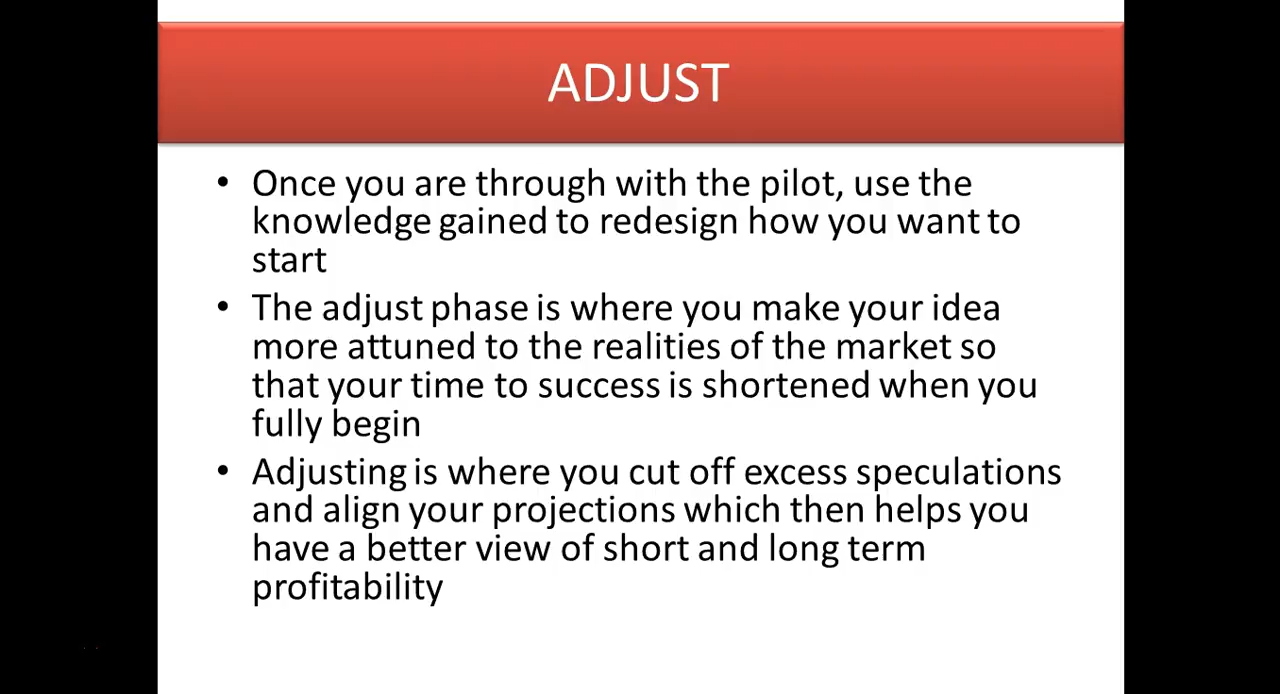 ADJUST
• Once you are through with the pilot, use the
knowledge gained to redesign how you want to
start
• The adjust phase is where you make your idea
more attuned to the realities of the market so
that your time to success is shortened when you
fully begin
• Adjusting is where you cut off excess speculations
and align your projections which then helps you
have a better view of short and long term
profitability